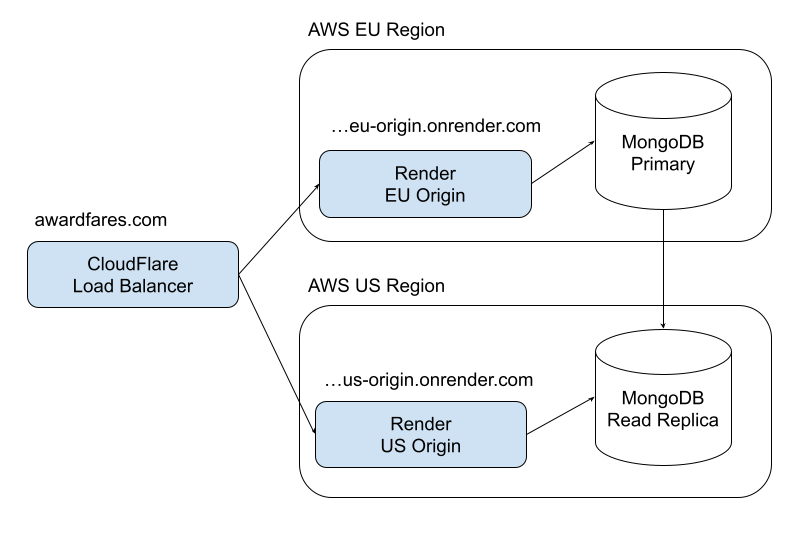 AWS EU Region
…eu-origin.onrender.com
MongoDB
Primary
Render
EU Origin
awardfares.com
CloudFlare
Load Balancer
AWS US Region
…us-origin.onrender.com
MongoDB
Read Replica
Render
US Origin